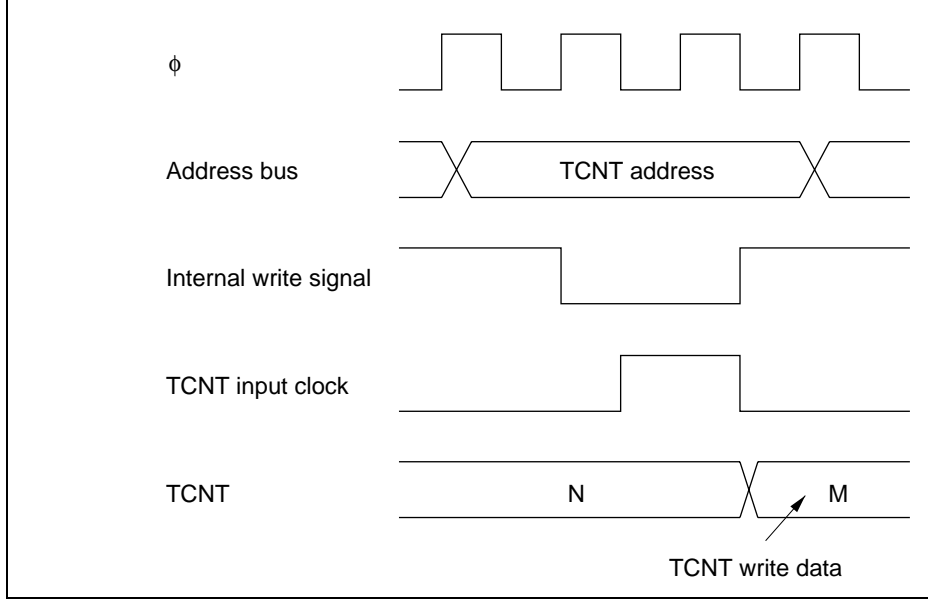 ϕ
Address bus
TCNT address
Internal write signal
TCNT input clock
TCNT
N
M
TCNT write data